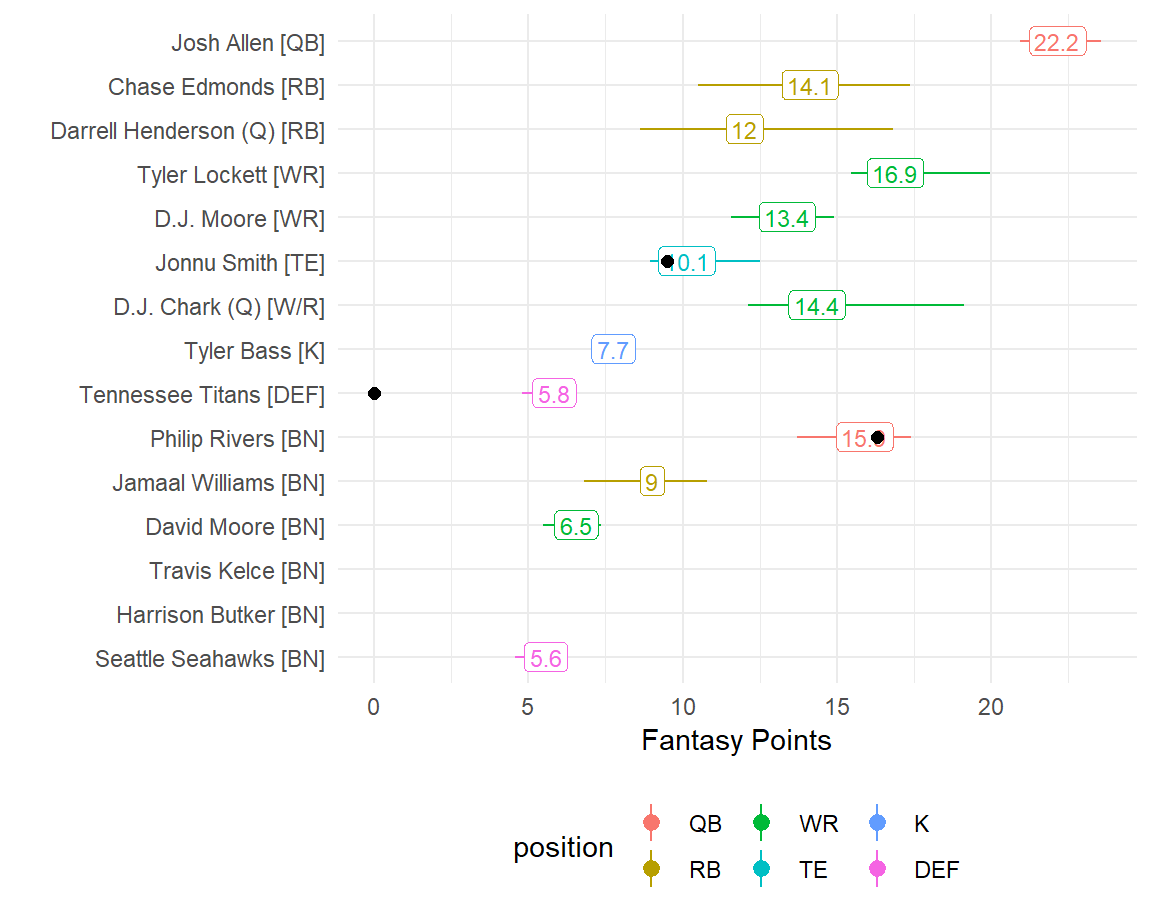 Josh Allen [QB] 22.2
Chase Edmonds [RB] 14.1
Darrell Henderson (Q) [RB] 12
Tyler Lockett [WR] 16.9
D.J. Moore [WR] 13.4
Jonnu Smith [TE]
D.J. Chark (Q) [W/R] 14.4
Tyler Bass [K] 7.7
Tennessee Titans [DEF] 5.8
Philip Rivers [BN]
Jamaal Williams [BN] 9
David Moore [BN] 6.5
Travis Kelce [BN]
Harrison Butker [BN]
Seattle Seahawks [BN] 5.6
0 5 10 15 20
Fantasy Points
position
QB WR K
RB TE DEF